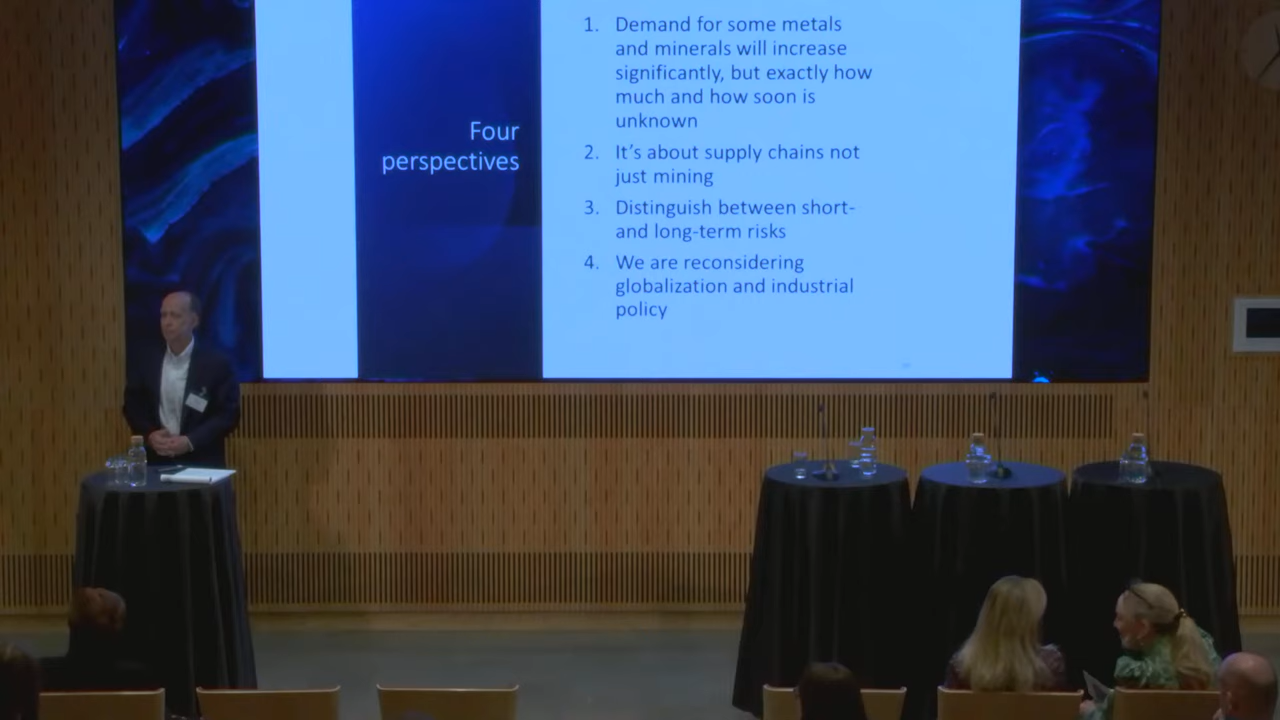 Four
perspectives
1. Demand for some metals
and minerals will increase
significantly, but exactly how
much and how soon is
unknown
2. It's about supply chains not
just mining
3. Distinguish between short-
and long-term risks
4. We are reconsidering
globalization and industrial
policy